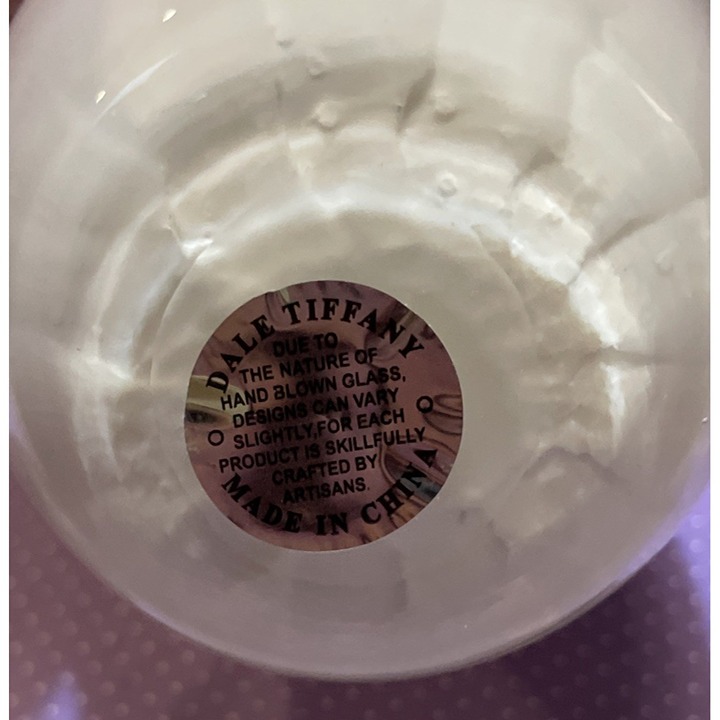 DALE TIFFANY
DUE TO
THE NATURE OF
HAND BLOWN GLASS,
DESIGNS CAN VARY
SLIGHTLY,FOR EACH
PRODUCT IS SKILLFULLY
CRAFTED BY
ARTISANS.
MADE IN CHINA